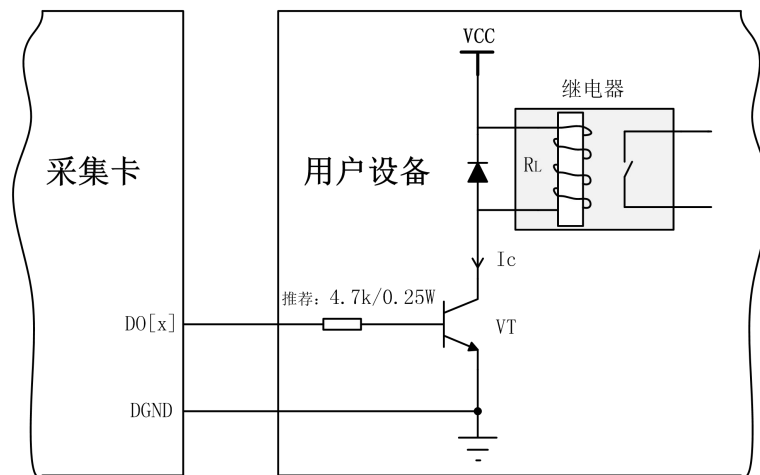 VCC
继电器
采集卡
用户设备
RL
Ic
推荐: 4.7k/0.25W
DO[x]
VT
DGND